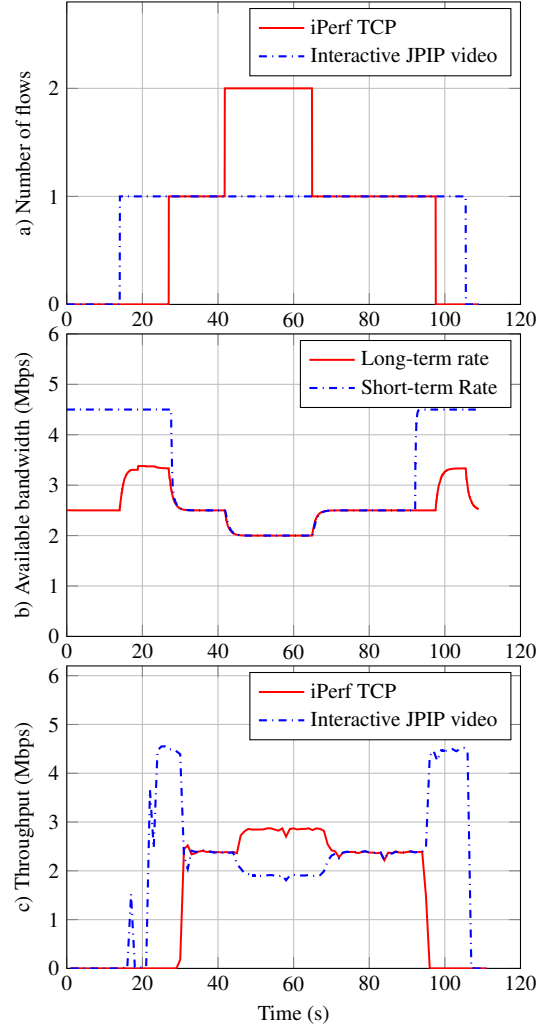 iPerf TCP
Interactive JPIP video
a) Number of flows
2
1
0
0 20 40 60 80 100 120
Long-term rate
Short-term Rate
b) Available bandwidth (Mbps)
6
5
4
3
2
1
0
0 20 40 60 80 100 120
iPerf TCP
Interactive JPIP video
c) Throughput (Mbps)
6
5
4
3
2
1
0
0 20 40 60 80 100 120
Time (s)